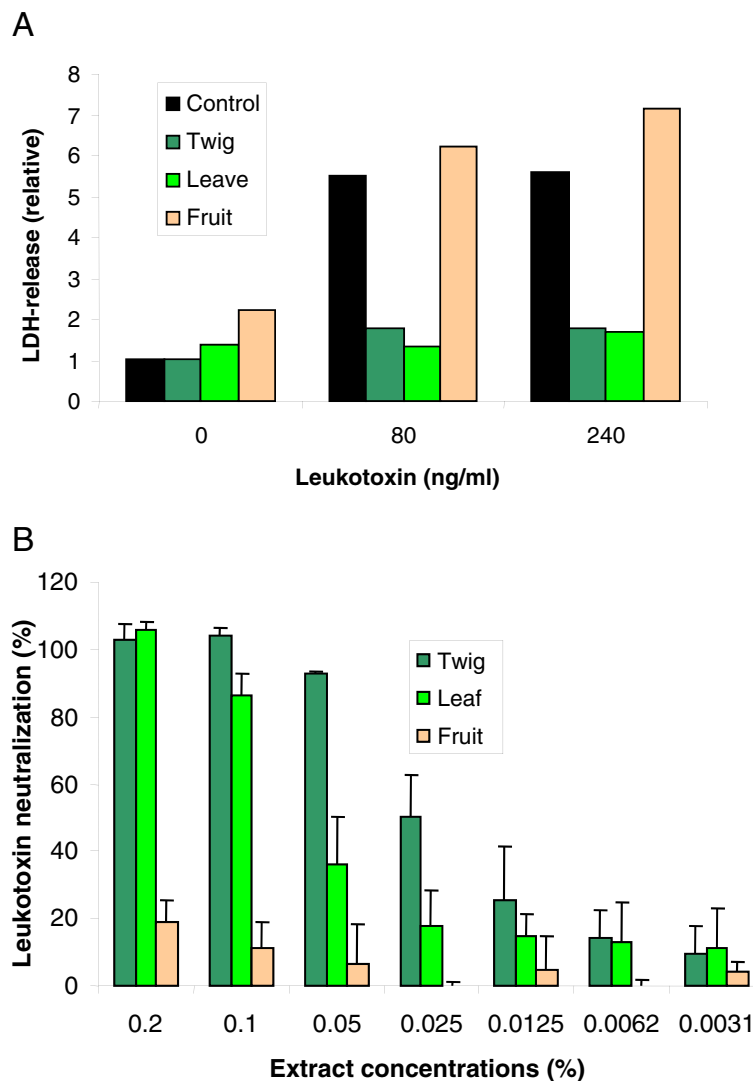 A
LDH-release (relative)
8
7
6
5
4
3
2
1
0
Control
Twig
Leave
Fruit
0 80 240
Leukotoxin (ng/ml)
B
Leukotoxin neutralization (%)
120
100
80
60
40
20
0
Twig
Leaf
Fruit
0.2 0.1 0.05 0.025 0.0125 0.0062 0.0031
Extract concentrations (%)